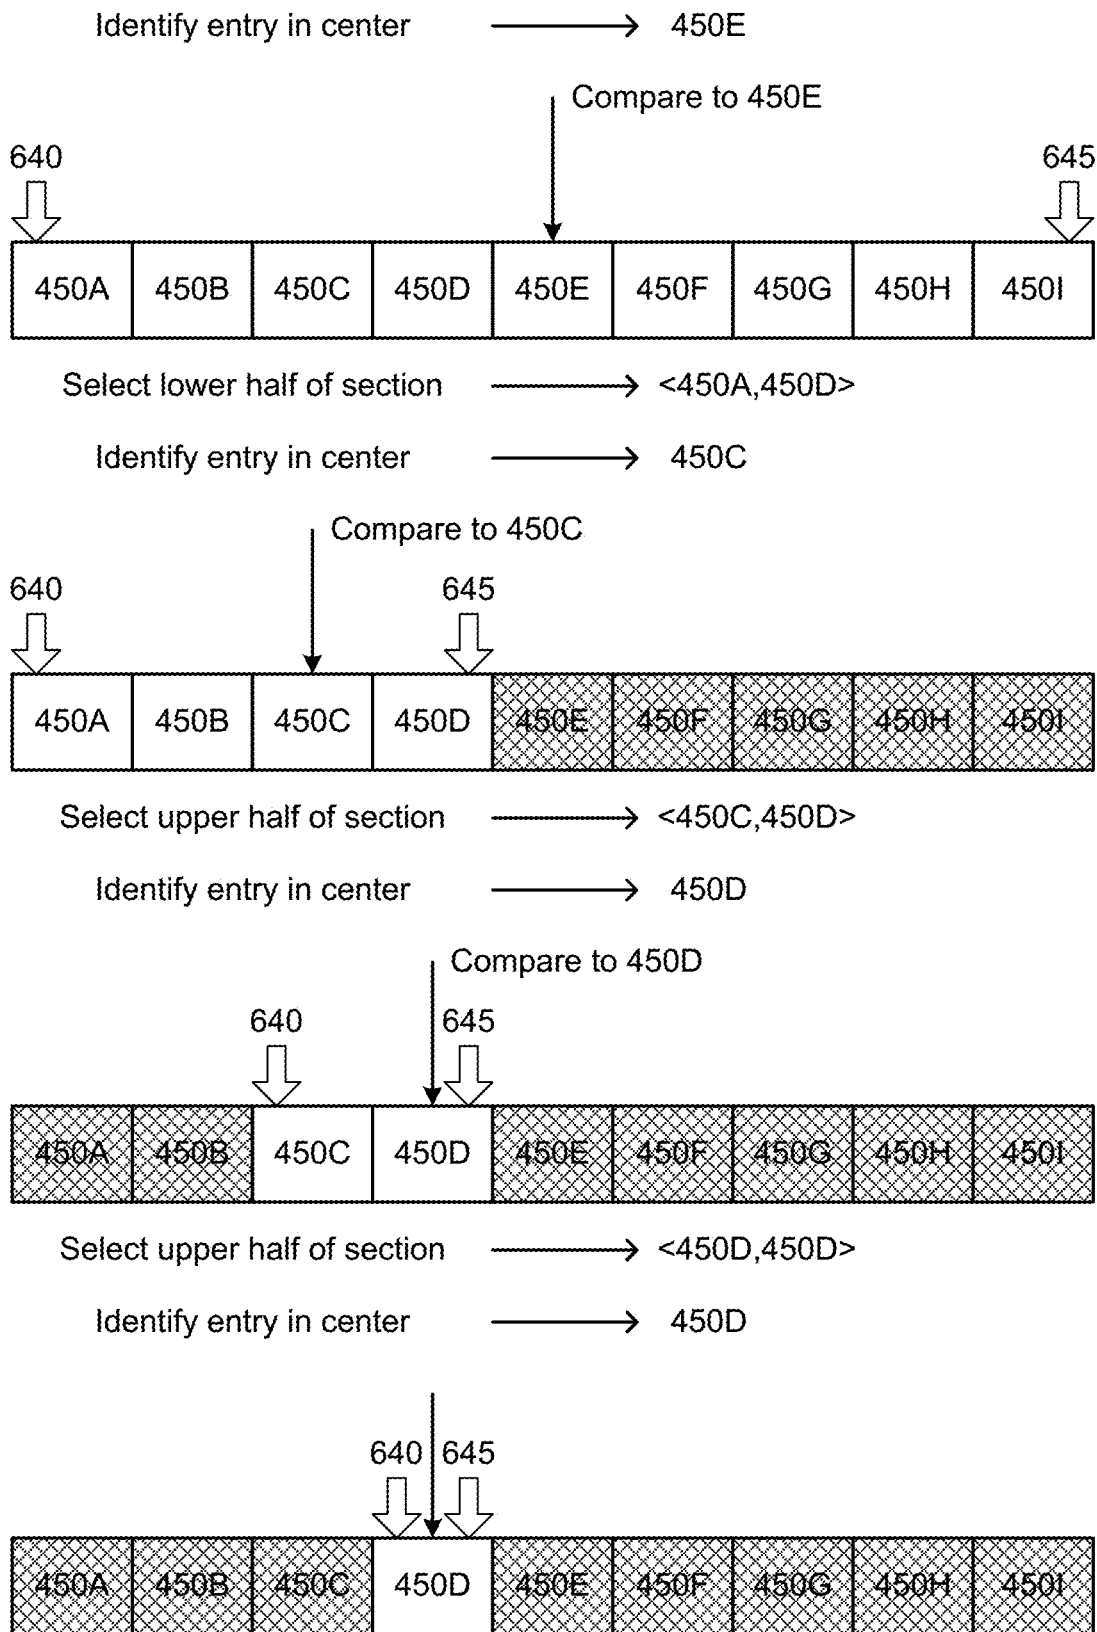 Identify entry in center 450E
Compare to 450E
640 645
450A 450B 450C 450D 450E 450F 450G 450H 450I
Select lower half of section <450A,450D>
Identify entry in center 450C
Compare to 450C
640 645
450A 450B 450C 450D 450E 450F 450G 450H 450I
Select upper half of section <450C,450D>
Identify entry in center 450D
Compare to 450D
640 645
450A 450B 450C 450D 450E 450F 450G 450H 450I
Select upper half of section <450D,450D>
Identify entry in center 450D
640 645
450A 450B 450C 450D 450E 450F 450G 450H 450I